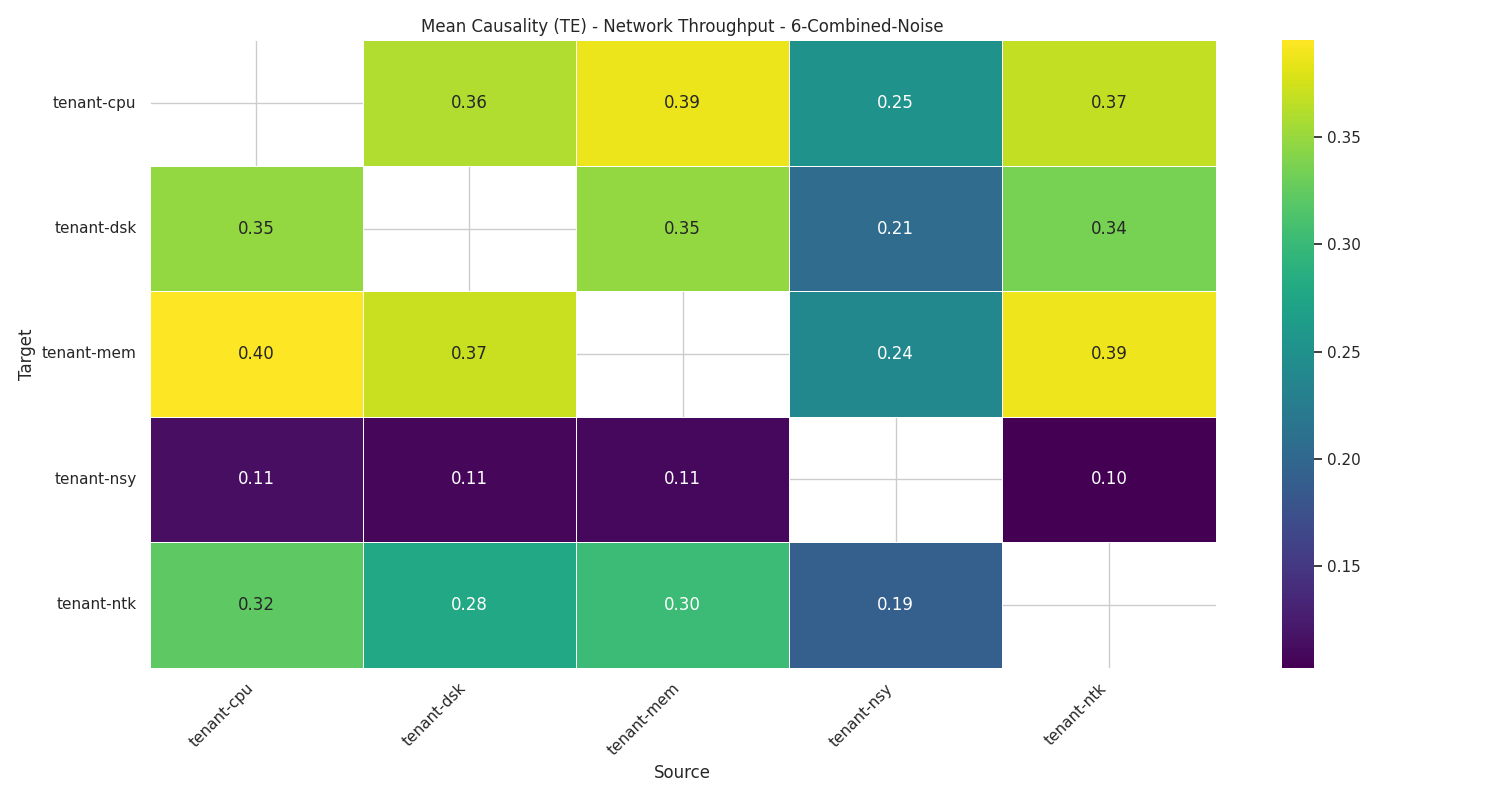 Mean Causality (TE) - Network Throughput - 6-Combined-Noise
tenant-cpu 0.36 0.39 0.25 0.37
tenant-dsk 0.35 0.35 0.21 0.34
tenant-mem 0.40 0.37 0.24 0.39
tenant-nsy 0.11 0.11 0.11 0.10
tenant-ntk 0.32 0.28 0.30 0.19
Target
tenant-cpu tenant-dsk tenant-mem tenant-nsy tenant-ntk
Source
0.35
0.30
0.25
0.20
0.15